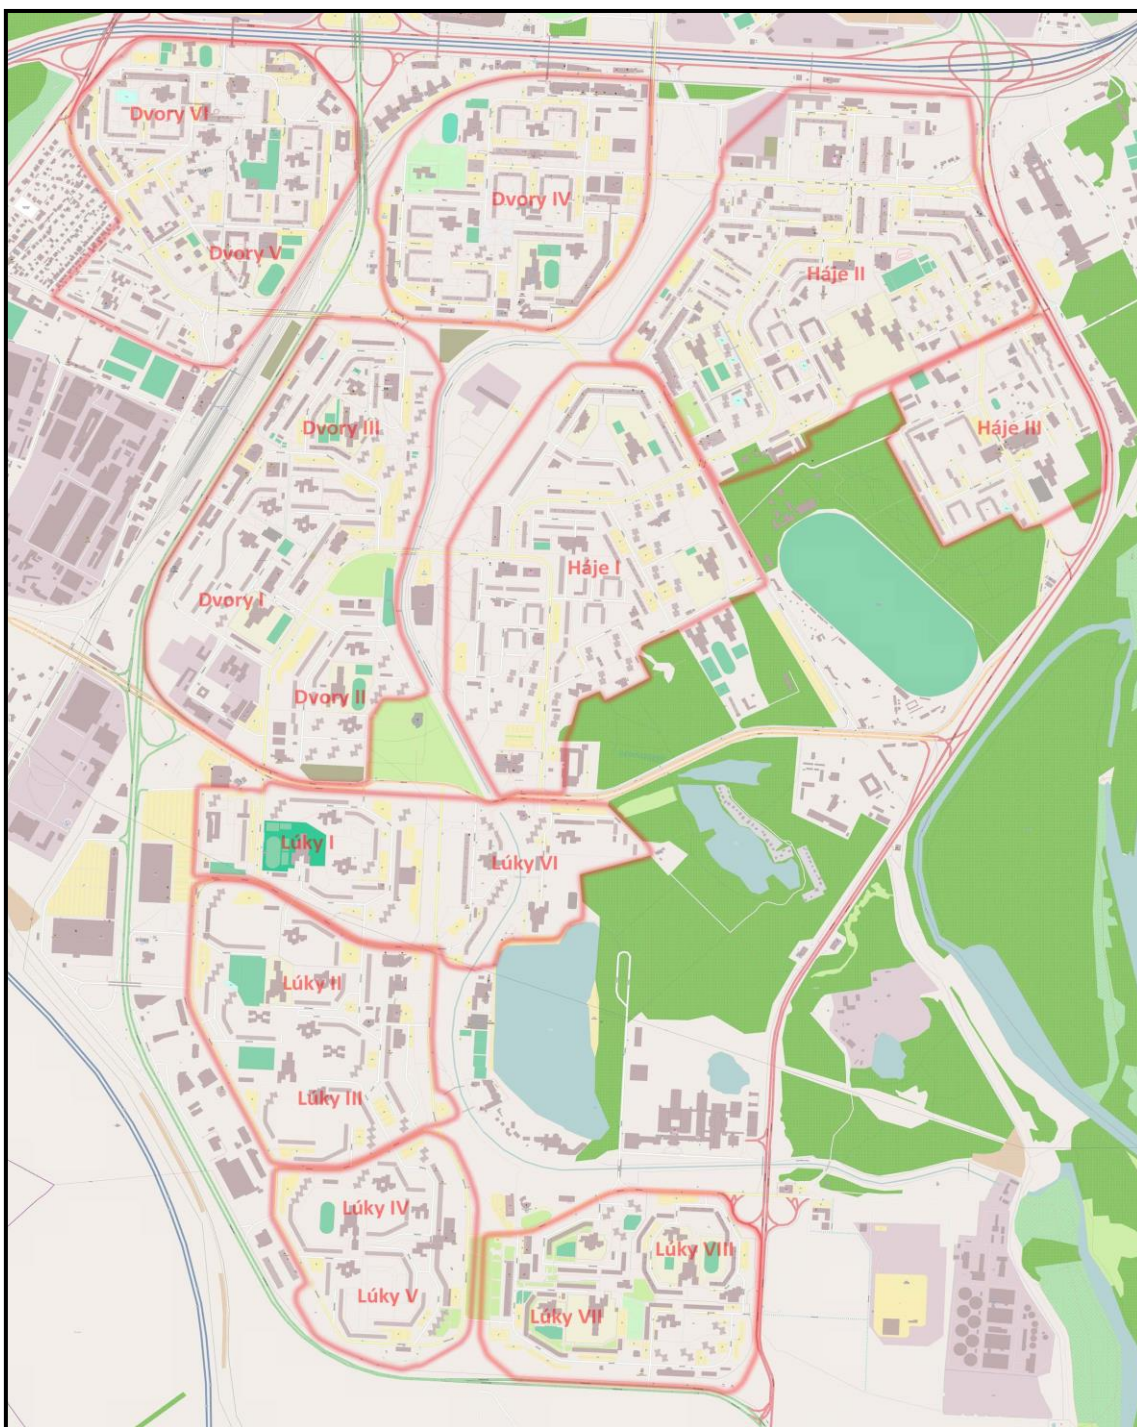 Dvory VI
Dvory IV
Dvory V
Háje II
Dvory III
Háje III
Háje I
Dvory I
Dvory II
Lúky I
Lúky VI
Lúky II
Lúky III
Lúky IV
Lúky VIII
Lúky V
Lúky VII